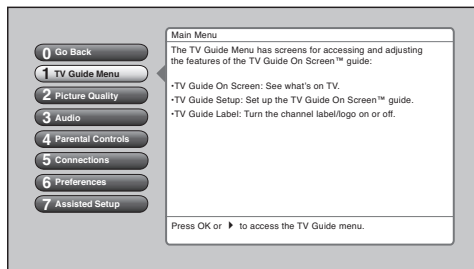 Main Menu
0 Go Back
1 TV Guide Menu
2 Picture Quality
3 Audio
4 Parental Controls
5 Connections
6 Preferences
7 Assisted Setup
The TV Guide Menu has screens for accessing and adjusting
the features of the TV Guide On Screen™ guide:
•TV Guide On Screen: See what's on TV.
•TV Guide Setup: Set up the TV Guide On Screen™ guide.
•TV Guide Label: Turn the channel label/logo on or off.
Press OK or ▶ to access the TV Guide menu.